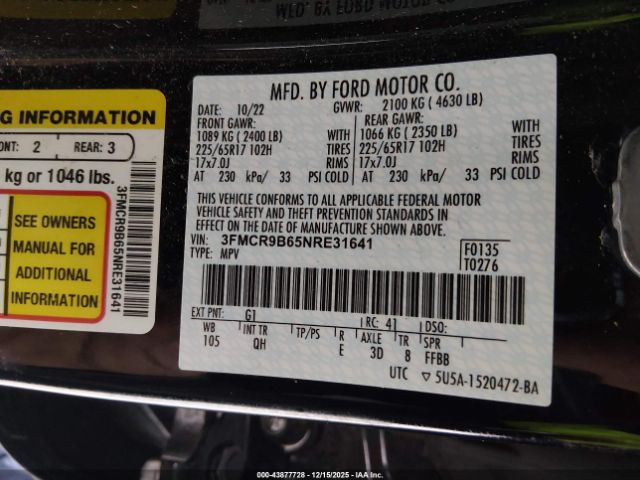 WLD. BY FORD MOTOR CO
G INFORMATION
ONT: 2 REAR: 3
kg or 1046 lbs.
SEE OWNERS
MANUAL FOR
ADDITIONAL
INFORMATION
3FMCR9B65NRE31641
MFD. BY FORD MOTOR CO.
DATE: 10/22 GVWR: 2100 KG ( 4630 LB)
FRONT GAWR: REAR GAWR:
1089 KG ( 2400 LB) WITH 1066 KG ( 2350 LB) WITH
225/65R17 102H TIRES 225/65R17 102H TIRES
17x7.0J RIMS 17x7.0J RIMS
AT 230 kPa/ 33 PSI COLD AT 230 kPa/ 33 PSI COLD
THIS VEHICLE CONFORMS TO ALL APPLICABLE FEDERAL MOTOR
VEHICLE SAFETY AND THEFT PREVENTION STANDARDS IN
EFFECT ON THE DATE OF MANUFACTURE SHOWN ABOVE.
VIN: 3FMCR9B65NRE31641
TYPE: MPV
F0135
T0276
EXT PNT: G1 RC: 41 DSO:
WB INT TR TP/PS R AXLE TR SPR
105 QH E 3D 8 FFBB
UTC ▽ 5U5A-1520472-BA
000-43877728 - 12/15/2025 - IAA